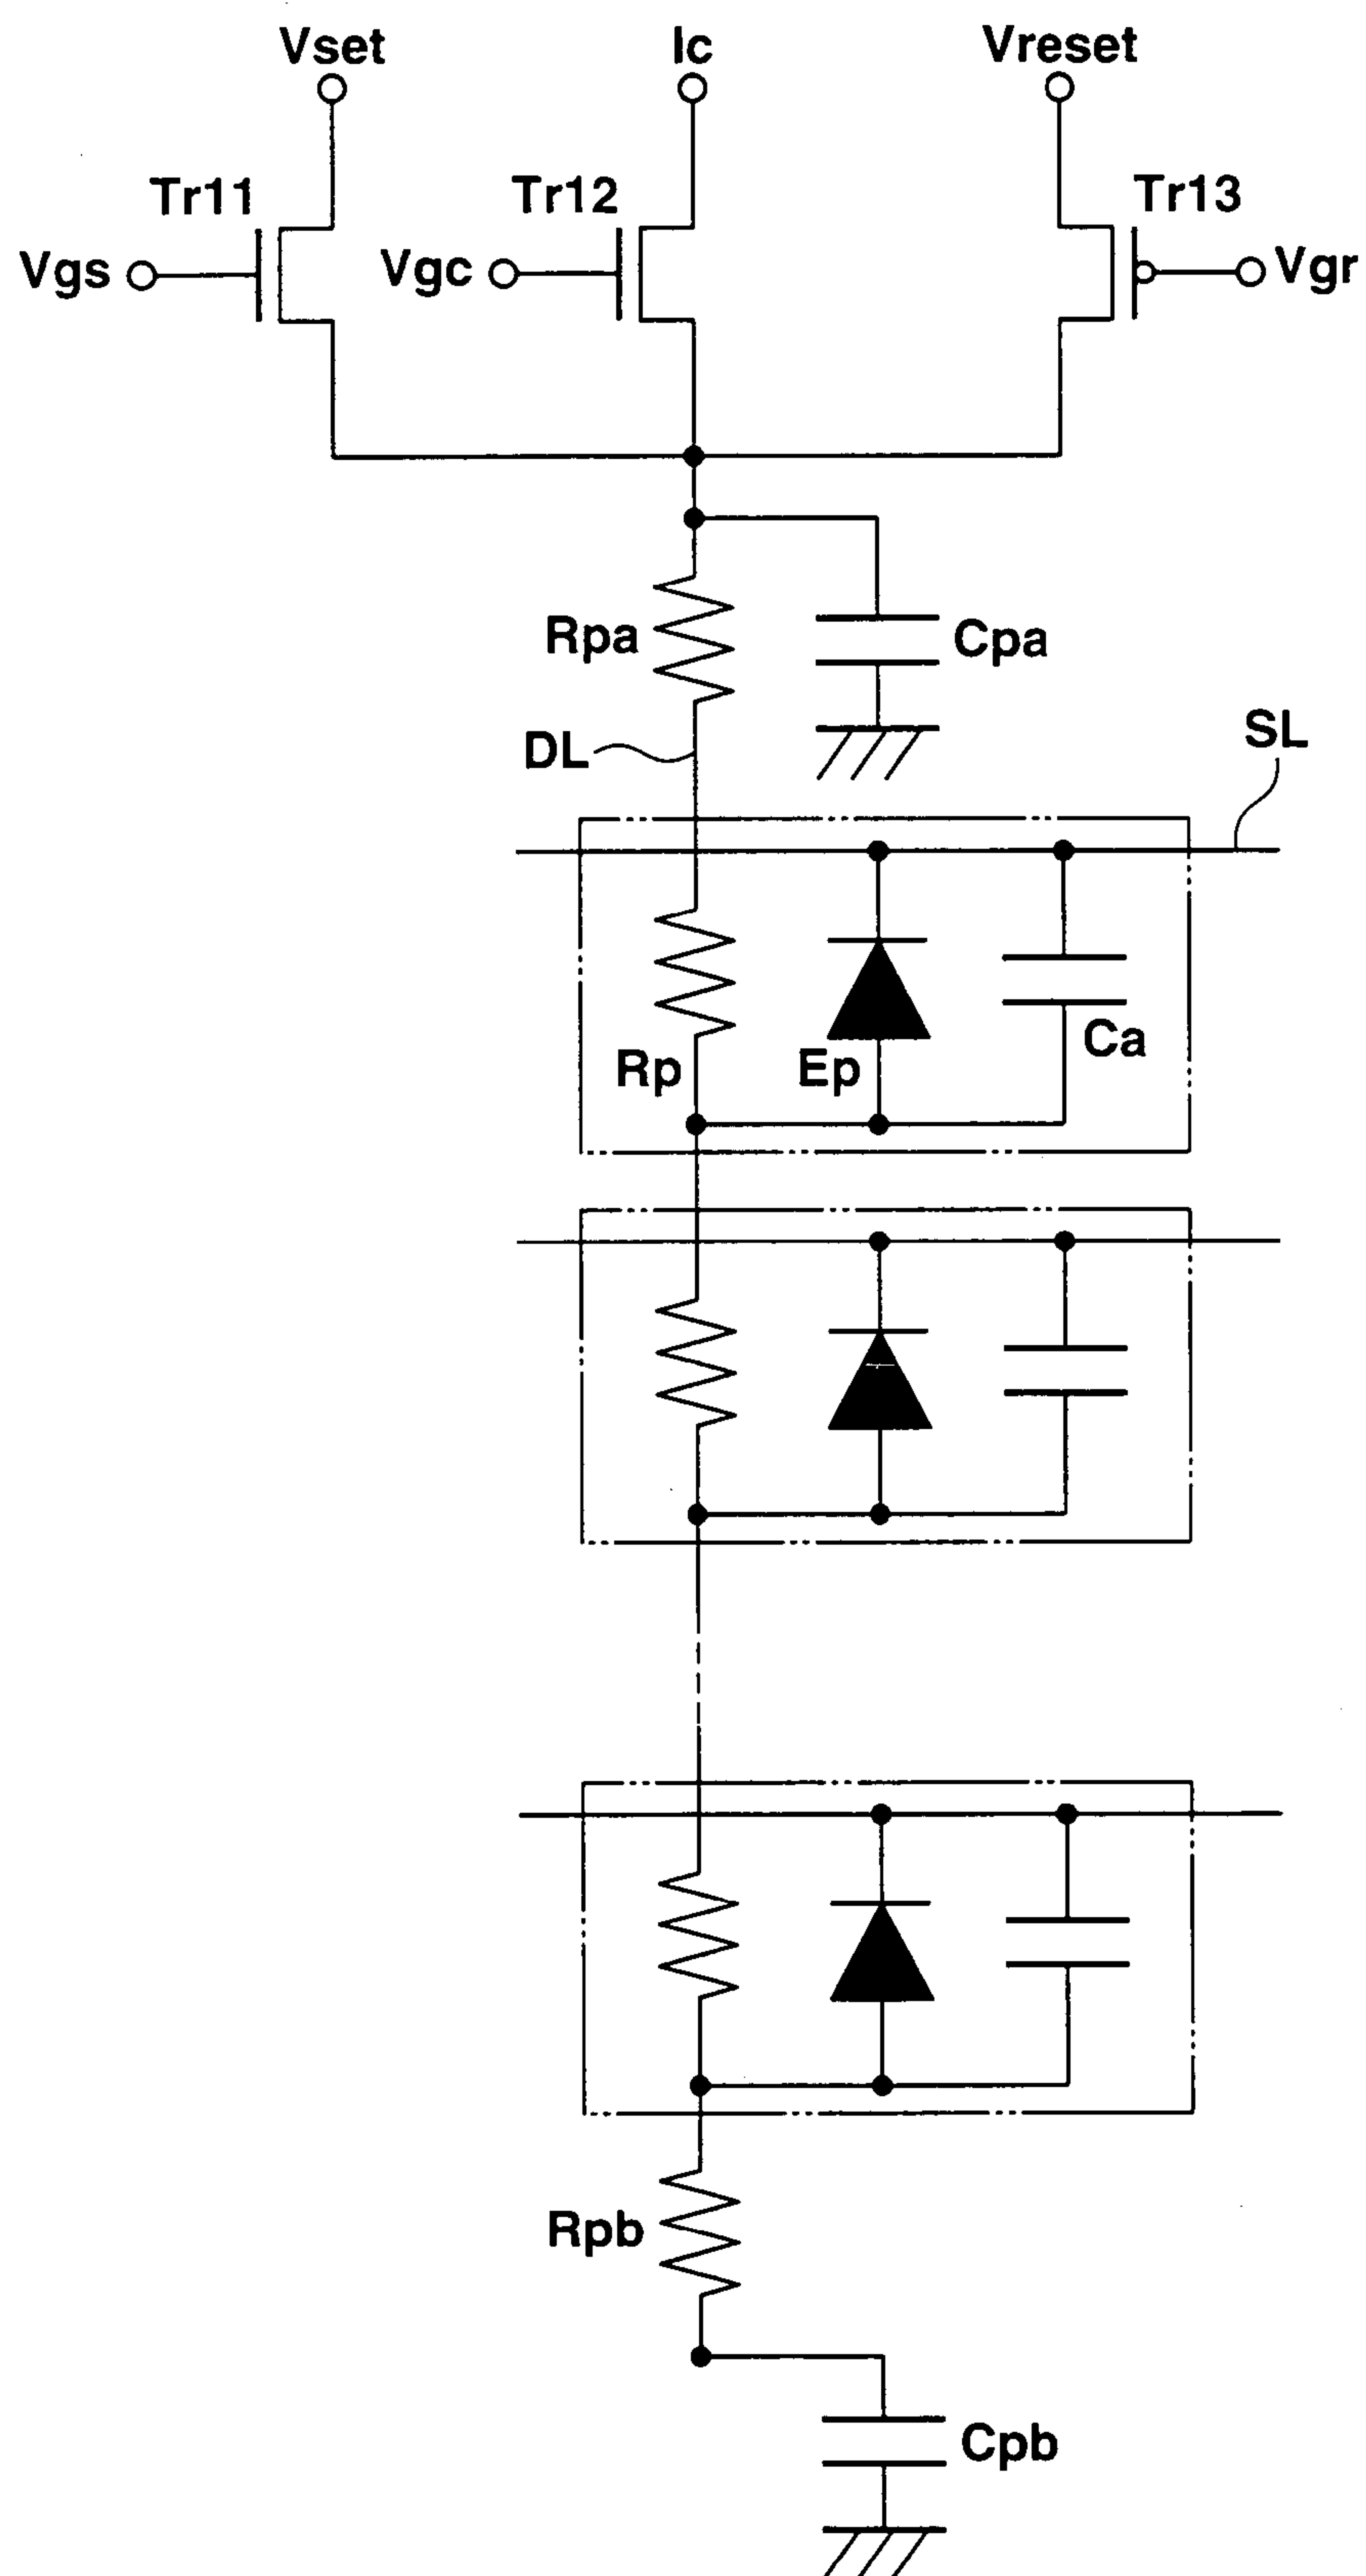 Vset Ic Vreset
Tr11 Tr12 Tr13
Vgs Vgc Vgr
Rpa Cpa
DL SL
Rp Ep Ca
Rpb
Cpb